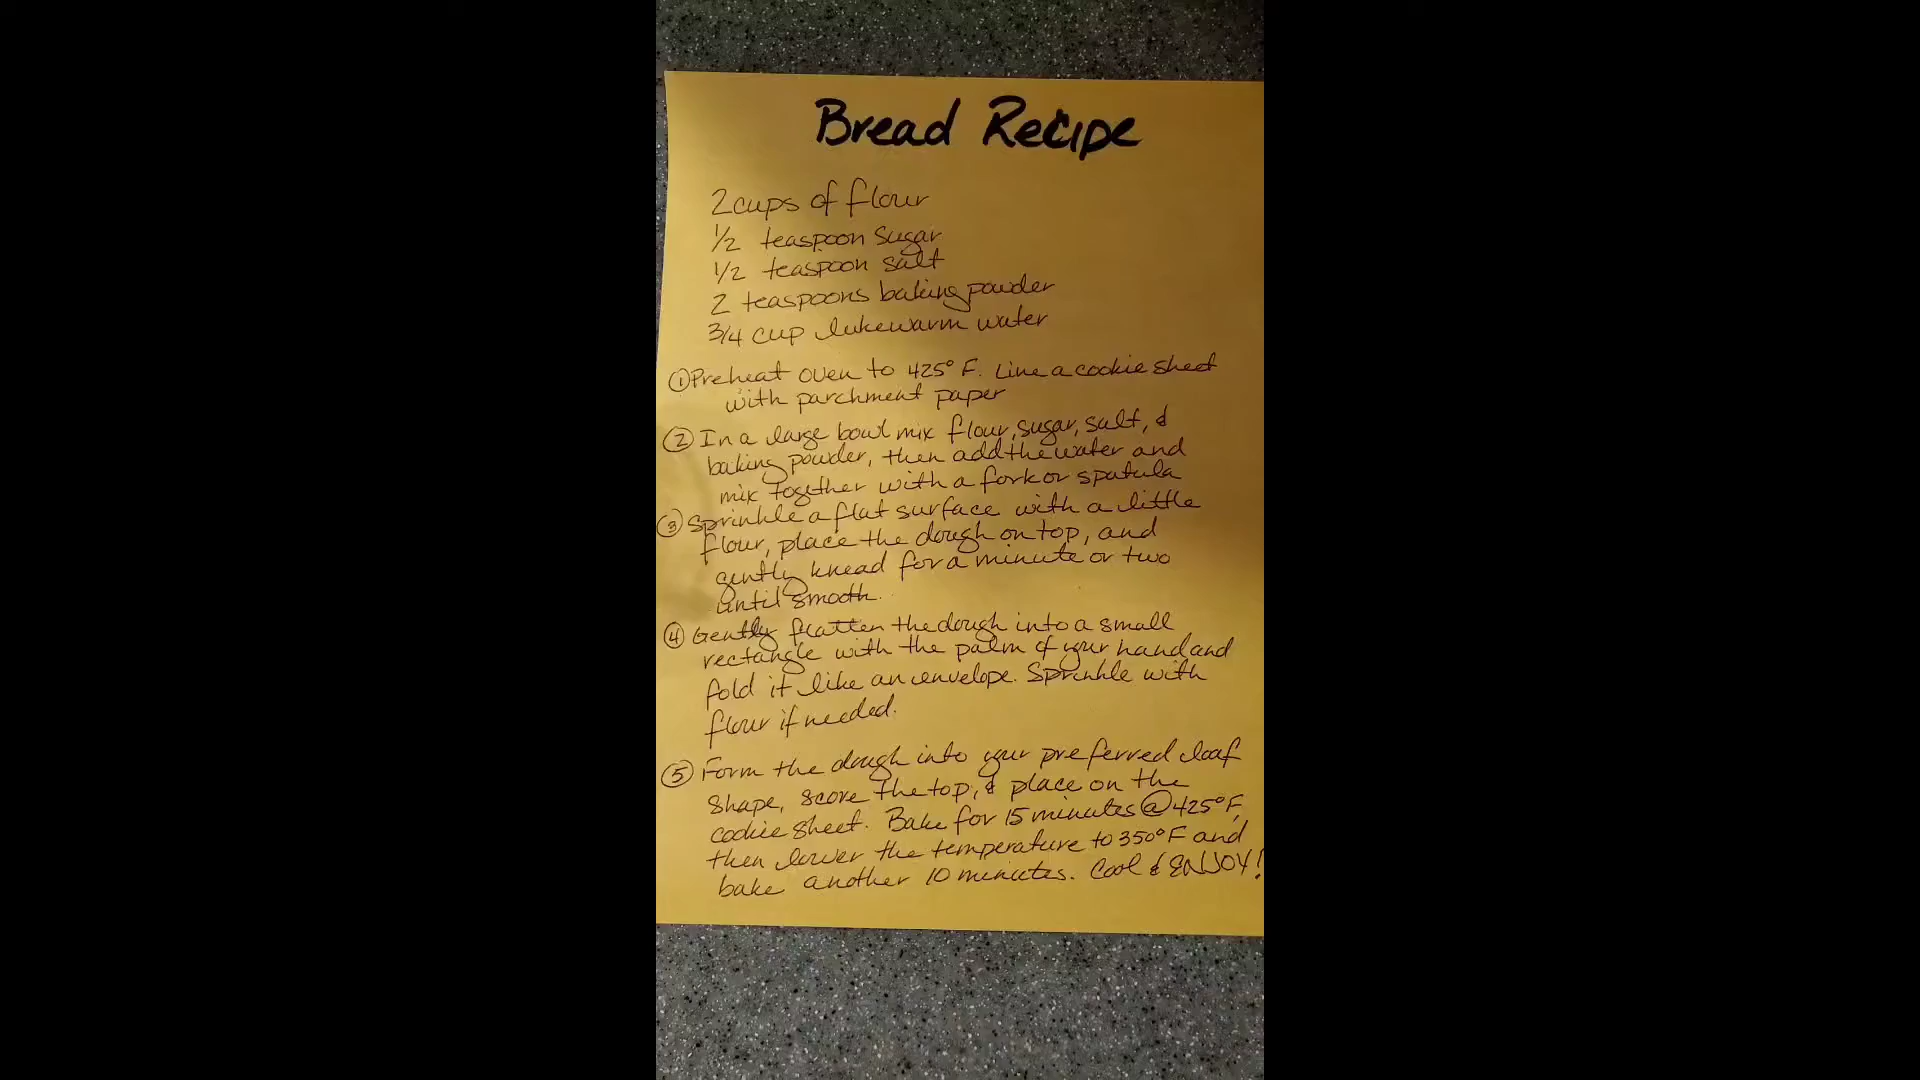 Bread Recipe
2 cups of flour
1/2 teaspoon sugar
1/2 teaspoon salt
2 teaspoons baking powder
3/4 cup lukewarm water
① Preheat oven to 425° F. Line a cookie sheet
with parchment paper
② In a large bowl mix flour, sugar, salt, &
baking powder, then add the water and
mix together with a fork or spatula
③ Sprinkle a flat surface with a little
flour, place the dough on top, and
gently knead for a minute or two
until smooth.
④ Gently flatten the dough into a small
rectangle with the palm of your hand and
fold it like an envelope. Sprinkle with
flour if needed.
⑤ Form the dough into your preferred loaf
shape, score the top, & place on the
cookie sheet. Bake for 15 minutes @ 425° F,
then lower the temperature to 350° F and
bake another 10 minutes. Cool & ENJOY!